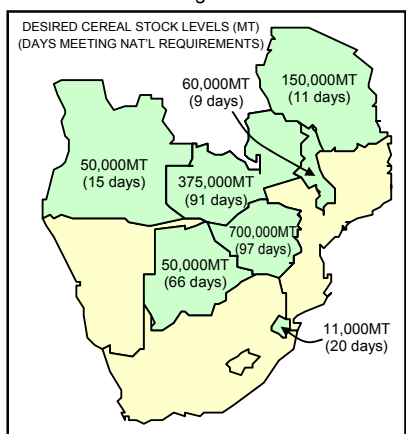 DESIRED CEREAL STOCK LEVELS (MT)
(DAYS MEETING NAT'L REQUIREMENTS)
60,000MT
(9 days)
150,000MT
(11 days)
50,000MT
(15 days)
375,000MT
(91 days)
700,000MT
(97 days)
50,000MT
(66 days)
11,000MT
(20 days)